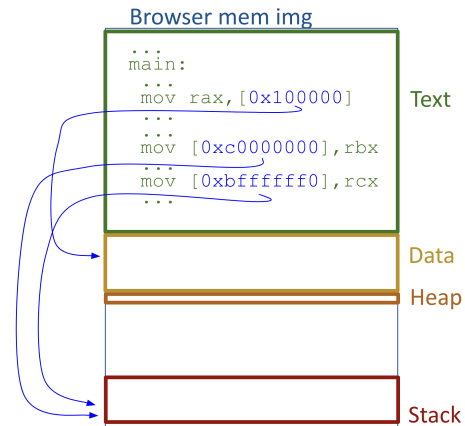 Browser mem img
...
main:
...
mov rax,[0x100000]
...
...
mov [0xc0000000],rbx
...
mov [0xbffffff0],rcx
...
Text
Data
Heap
Stack